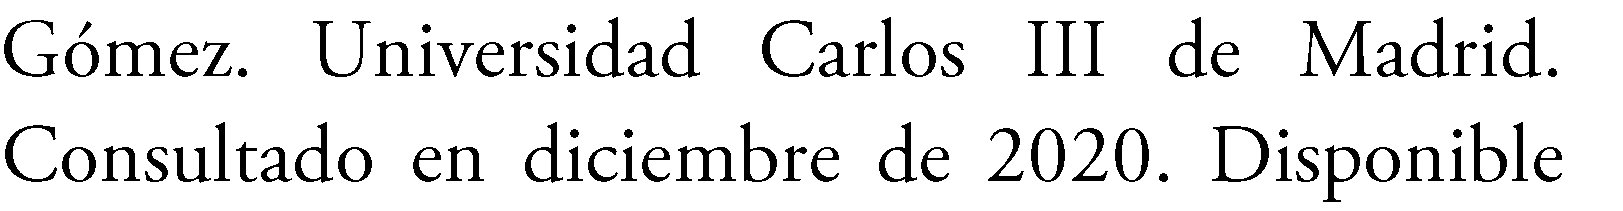 Gómez. Universidad Carlos III de Madrid.
Consultado en diciembre de 2020. Disponible